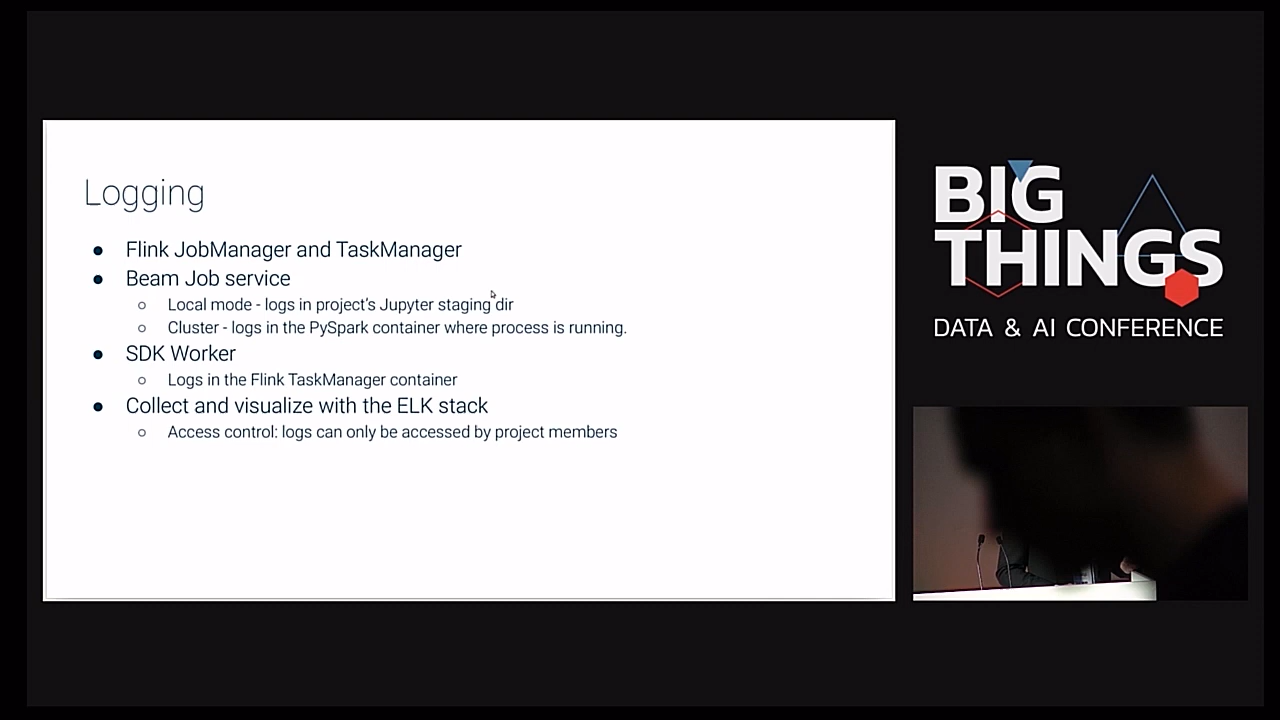 Logging
● Flink JobManager and TaskManager
● Beam Job service
○ Local mode - logs in project's Jupyter staging dir
○ Cluster - logs in the PySpark container where process is running.
● SDK Worker
○ Logs in the Flink TaskManager container
● Collect and visualize with the ELK stack
○ Access control: logs can only be accessed by project members
BIG
THINGS
DATA & AI CONFERENCE